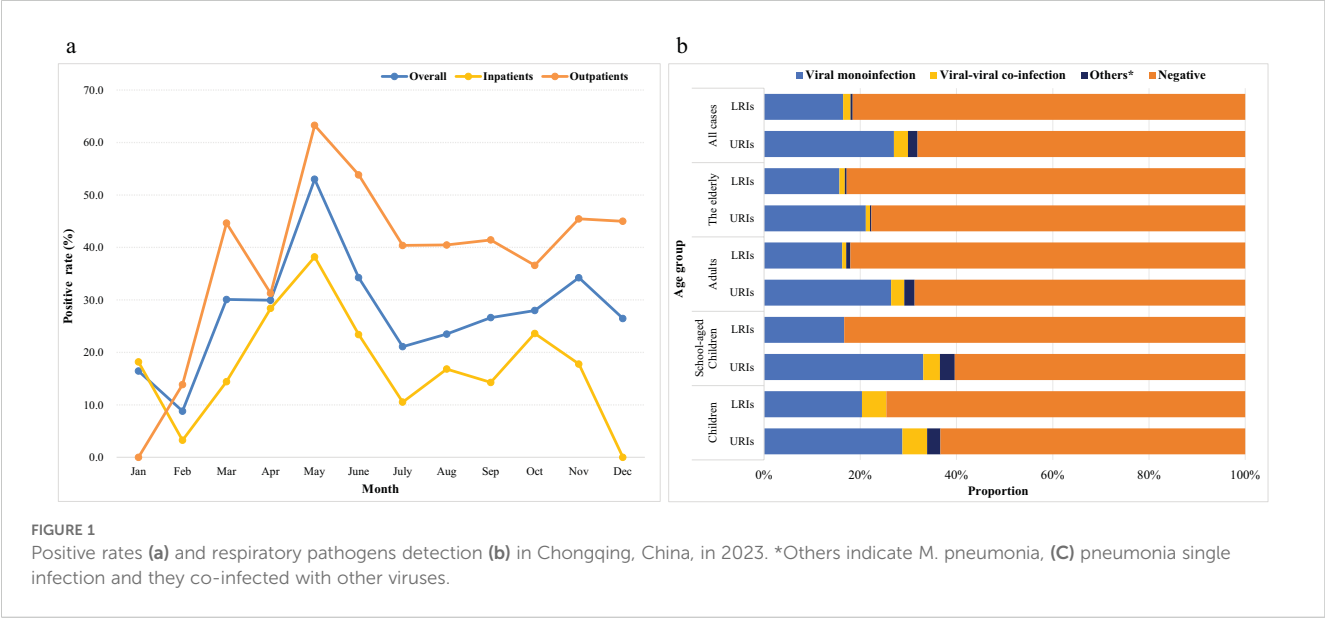 a
Overall Inpatients Outpatients
70.0
60.0
50.0
40.0
30.0
20.0
10.0
0.0
Positive rate (%)
Jan Feb Mar Apr May June July Aug Sep Oct Nov Dec
Month
b
Viral monoinfection Viral-viral co-infection Others* Negative
Age group
All cases
LRIs
URIs
The elderly
LRIs
URIs
Adults
LRIs
URIs
School-aged
Children
LRIs
URIs
Children
LRIs
URIs
0% 20% 40% 60% 80% 100%
Proportion
FIGURE 1
Positive rates (a) and respiratory pathogens detection (b) in Chongqing, China, in 2023. *Others indicate M. pneumonia, (C) pneumonia single
infection and they co-infected with other viruses.